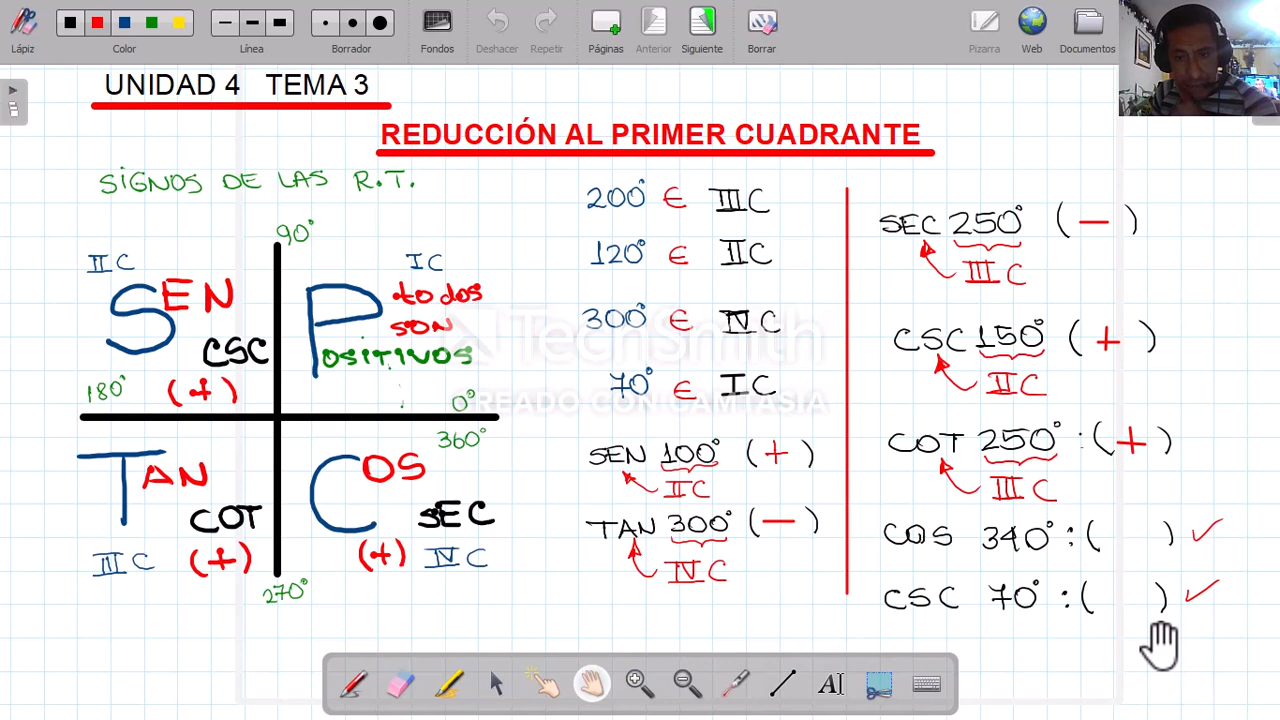 Lápiz Color Línea Borrador Fondos Deshacer Repetir Páginas Anterior Siguiente Borrar Pizarra Web Documentos
UNIDAD 4 TEMA 3
REDUCCIÓN AL PRIMER CUADRANTE
SIGNOS DE LAS R.T.
90°
IIC
IC
SEN
CSC
(+)
P todos
son
OSITIVOS
180°
0°
360°
TAN
COT
(+)
IIIC
COS
SEC
(+) IVC
270°
200° ∈ IIIC
120° ∈ IIC
300° ∈ IVC
70° ∈ IC
SEN 100° (+)
IIC
TAN 300° (−)
IVC
SEC 250° (−)
IIIC
CSC 150° (+)
IIC
COT 250° : (+)
IIIC
COS 340° : ( ) ✓
CSC 70° : ( ) ✓
TechSmith
CREADO CON CAMTASIA
AI